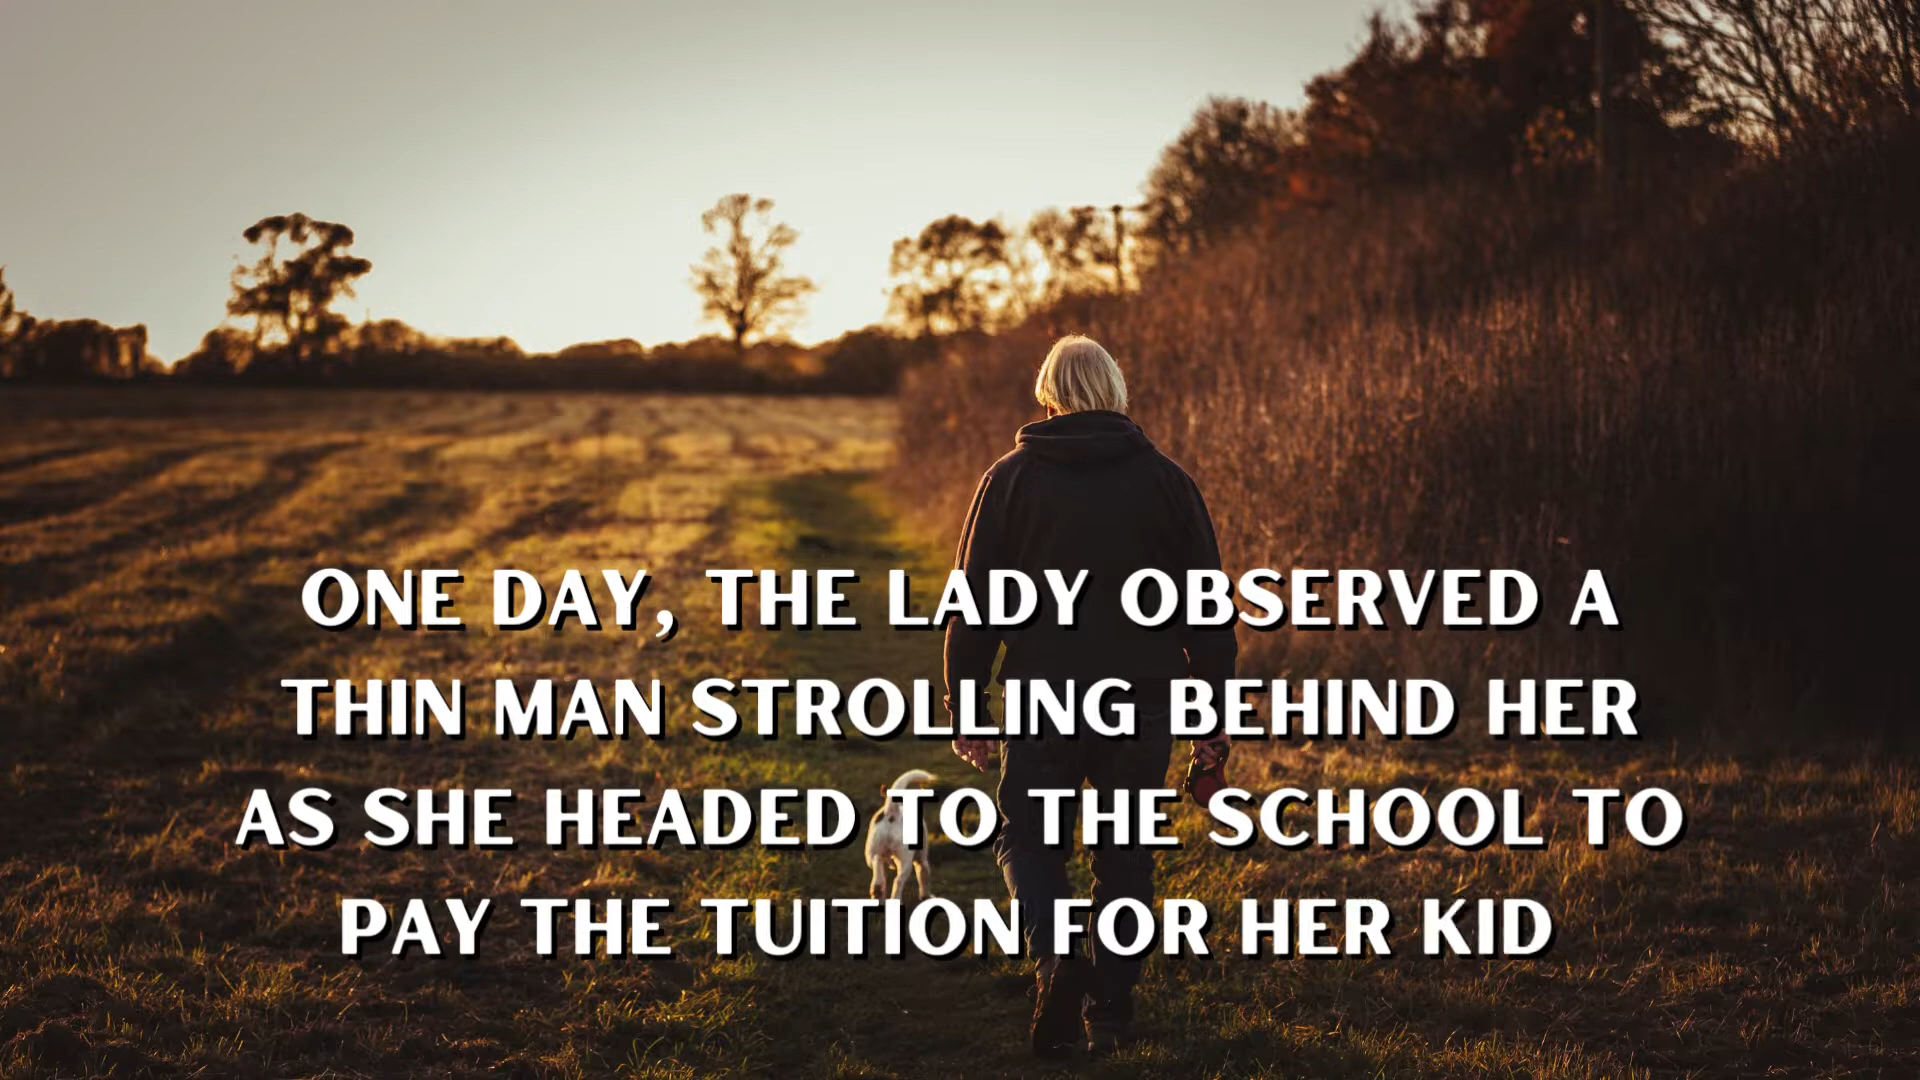 ONE DAY, THE LADY OBSERVED A
THIN MAN STROLLING BEHIND HER
AS SHE HEADED TO THE SCHOOL TO
PAY THE TUITION FOR HER KID